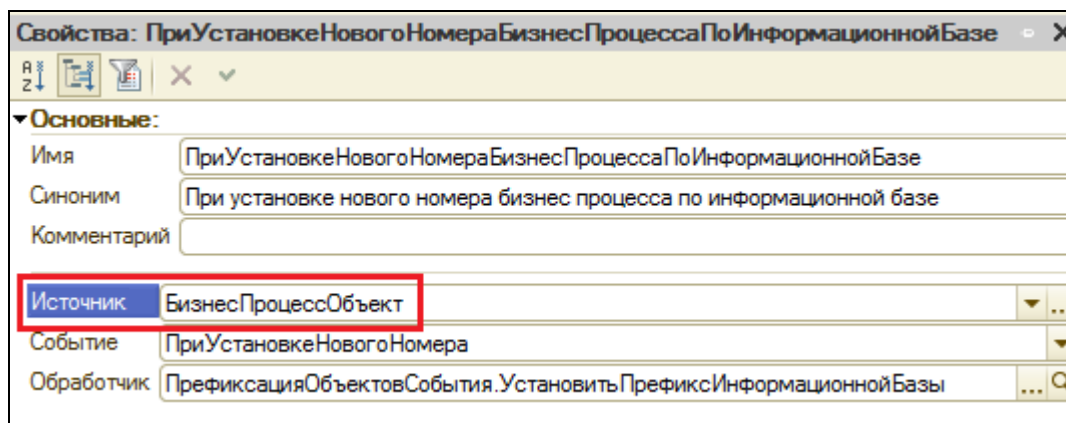 Свойства: ПриУстановкеНовогоНомераБизнесПроцессаПоИнформационнойБазе
Основные:
Имя ПриУстановкеНовогоНомераБизнесПроцессаПоИнформационнойБазе
Синоним При установке нового номера бизнес процесса по информационной базе
Комментарий
Источник БизнесПроцессОбъект
Событие ПриУстановкеНовогоНомера
Обработчик ПрефиксацияОбъектовСобытия.УстановитьПрефиксИнформационнойБазы